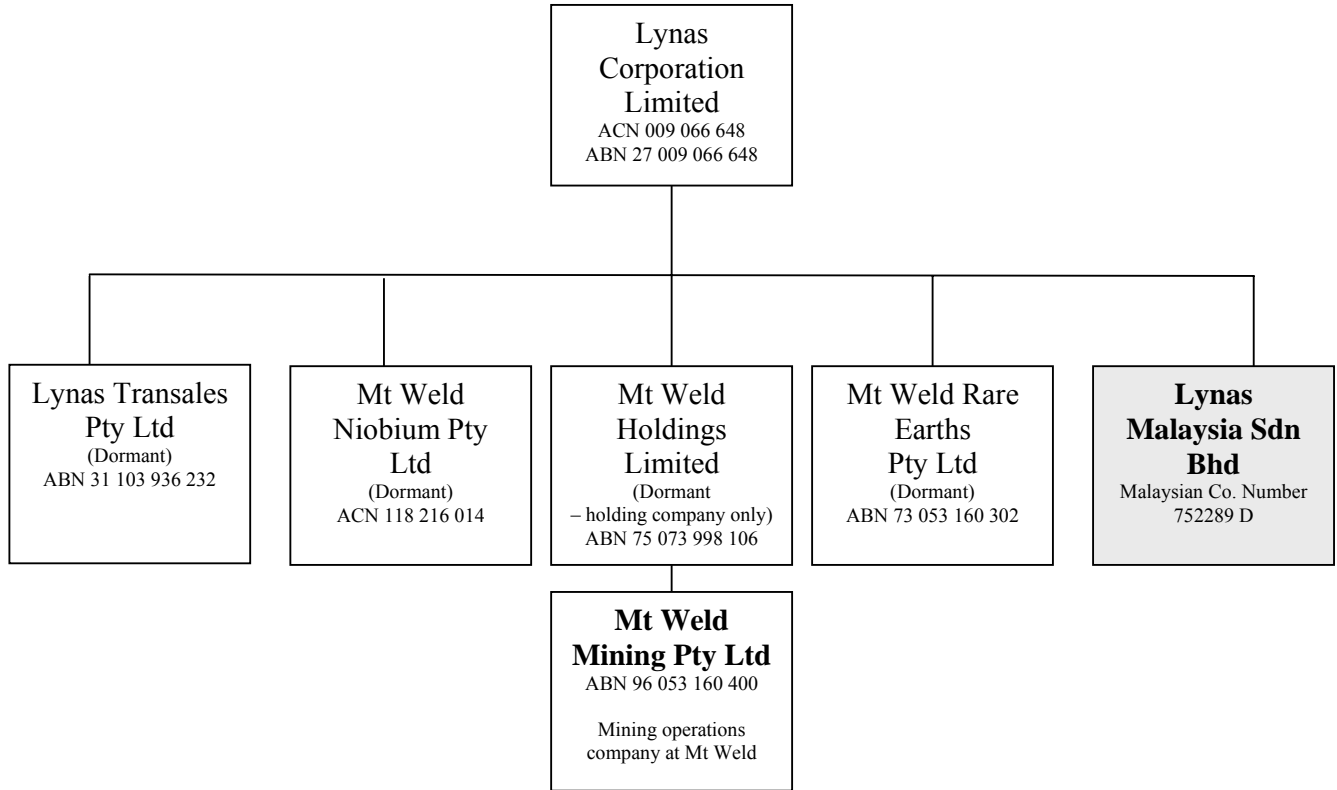 Lynas
Corporation
Limited
ACN 009 066 648
ABN 27 009 066 648
Lynas Transales
Pty Ltd
(Dormant)
ABN 31 103 936 232
Mt Weld
Niobium Pty
Ltd
(Dormant)
ACN 118 216 014
Mt Weld
Holdings
Limited
(Dormant
– holding company only)
ABN 75 073 998 106
Mt Weld Rare
Earths
Pty Ltd
(Dormant)
ABN 73 053 160 302
Lynas
Malaysia Sdn
Bhd
Malaysian Co. Number
752289 D
Mt Weld
Mining Pty Ltd
ABN 96 053 160 400
Mining operations
company at Mt Weld